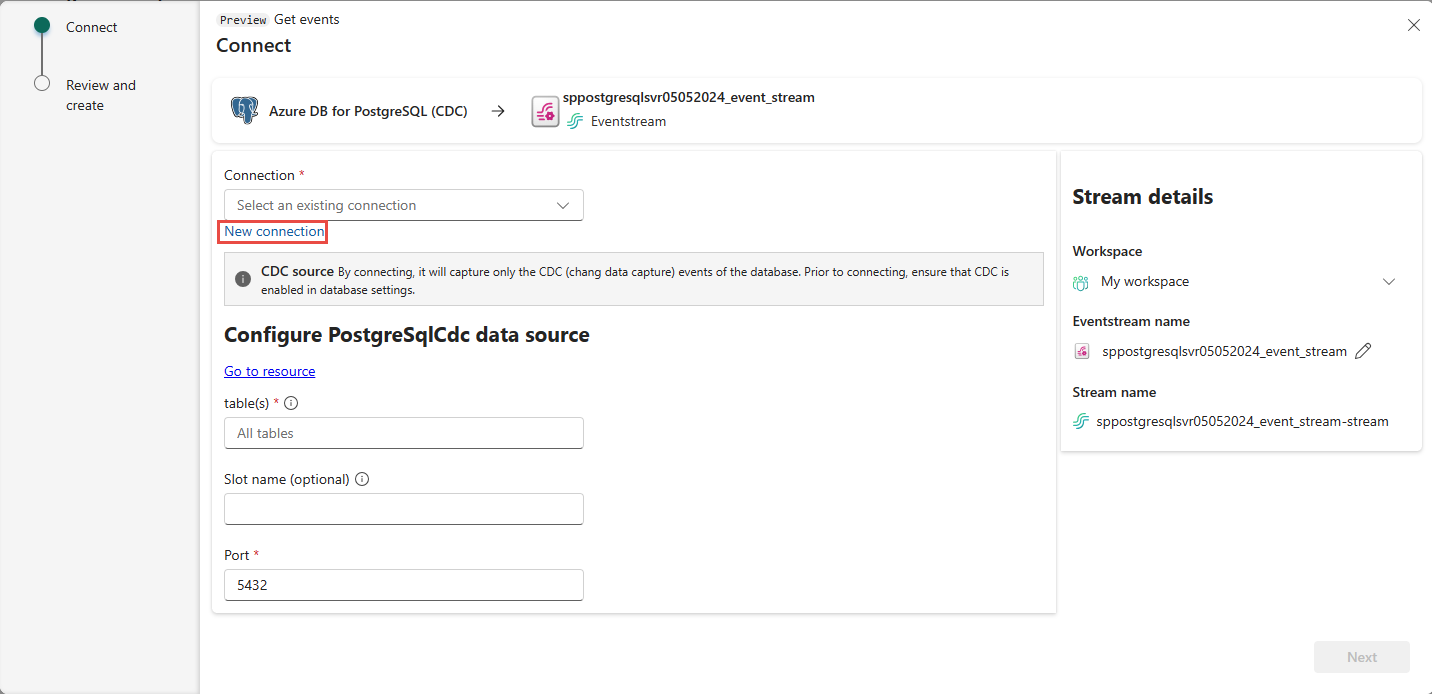 Connect
Review and
create
Preview Get events
Connect
Azure DB for PostgreSQL (CDC)
sppostgresqlsvr05052024_event_stream
Eventstream
Connection *
Select an existing connection
New connection
CDC source By connecting, it will capture only the CDC (chang data capture) events of the database. Prior to connecting, ensure that CDC is
enabled in database settings.
Configure PostgreSqlCdc data source
Go to resource
table(s) *
All tables
Slot name (optional)
Port *
5432
Stream details
Workspace
My workspace
Eventstream name
sppostgresqlsvr05052024_event_stream
Stream name
sppostgresqlsvr05052024_event_stream-stream
Next